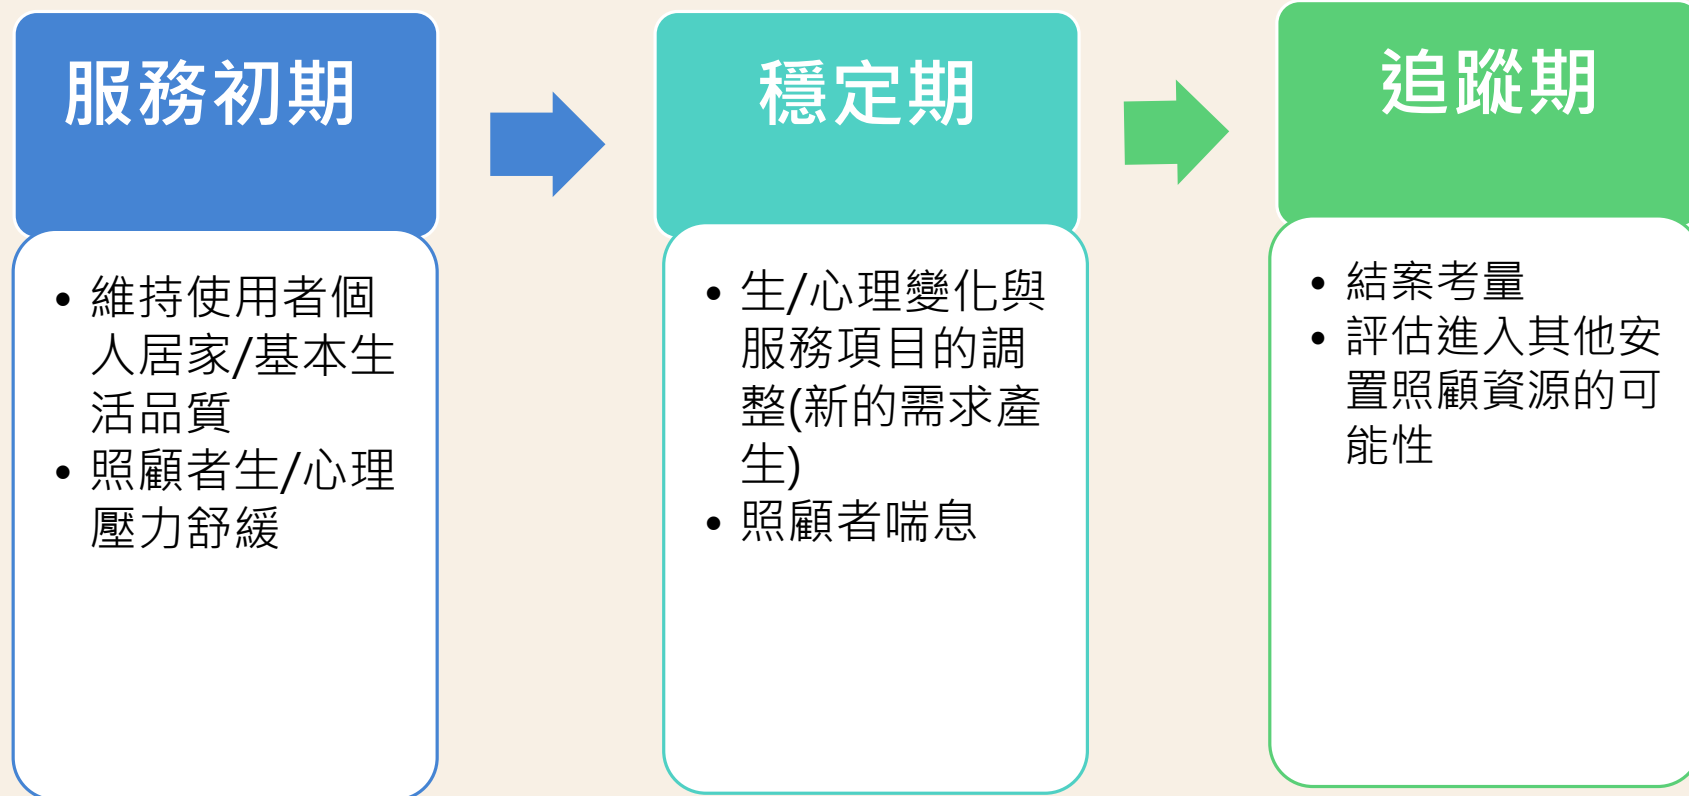 服務初期
• 維持使用者個
人居家/基本生
活品質
• 照顧者生/心理
壓力舒緩
穩定期
• 生/心理變化與
服務項目的調
整(新的需求產
生)
• 照顧者喘息
追蹤期
• 結案考量
• 評估進入其他安
置照顧資源的可
能性